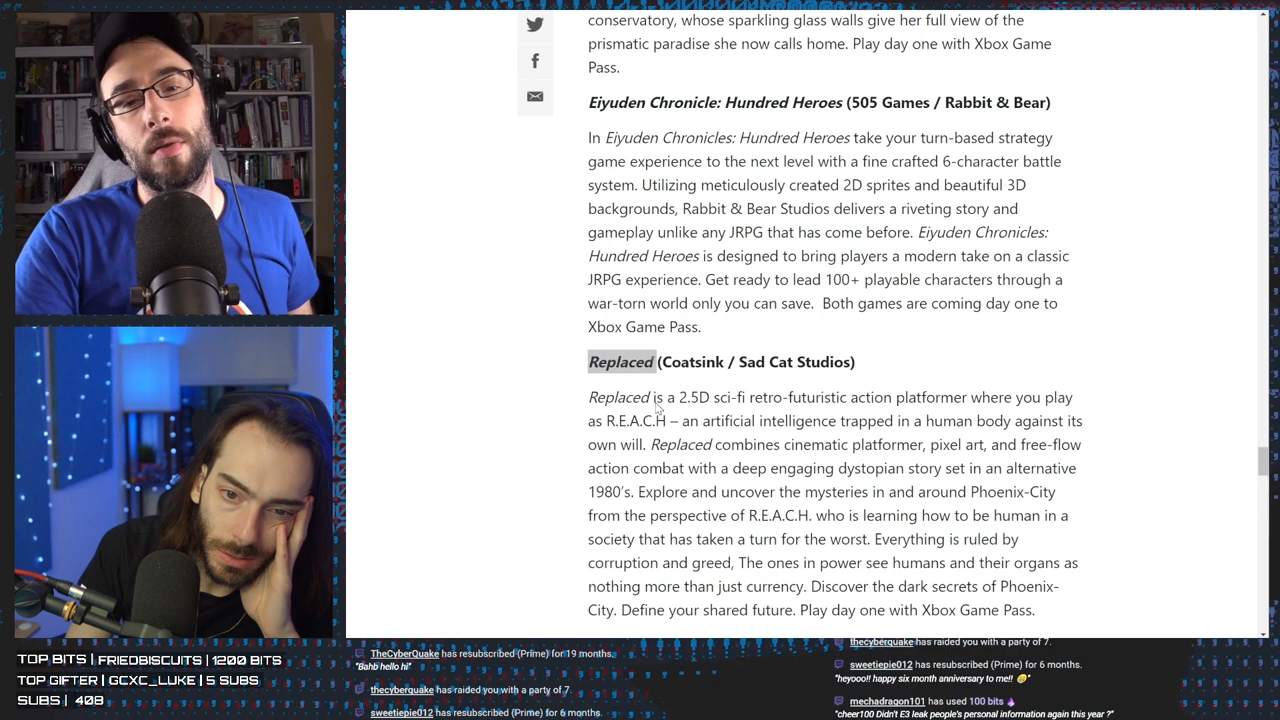 conservatory, whose sparkling glass walls give her full view of the
prismatic paradise she now calls home. Play day one with Xbox Game
Pass.
Eiyuden Chronicle: Hundred Heroes (505 Games / Rabbit & Bear)
In Eiyuden Chronicles: Hundred Heroes take your turn-based strategy
game experience to the next level with a fine crafted 6-character battle
system. Utilizing meticulously created 2D sprites and beautiful 3D
backgrounds, Rabbit & Bear Studios delivers a riveting story and
gameplay unlike any JRPG that has come before. Eiyuden Chronicles:
Hundred Heroes is designed to bring players a modern take on a classic
JRPG experience. Get ready to lead 100+ playable characters through a
war-torn world only you can save.  Both games are coming day one to
Xbox Game Pass.
Replaced (Coatsink / Sad Cat Studios)
Replaced is a 2.5D sci-fi retro-futuristic action platformer where you play
as R.E.A.C.H – an artificial intelligence trapped in a human body against its
own will. Replaced combines cinematic platformer, pixel art, and free-flow
action combat with a deep engaging dystopian story set in an alternative
1980's. Explore and uncover the mysteries in and around Phoenix-City
from the perspective of R.E.A.C.H. who is learning how to be human in a
society that has taken a turn for the worst. Everything is ruled by
corruption and greed, The ones in power see humans and their organs as
nothing more than just currency. Discover the dark secrets of Phoenix-
City. Define your shared future. Play day one with Xbox Game Pass.
TOP BITS | FRIEDBISCUITS | 1200 BITS
TOP GIFTER | GCXC_LUKE | 5 SUBS
SUBS | 408
TheCyberQuake has resubscribed (Prime) for 19 months.
"Bahb hello hi"
thecyberquake has raided you with a party of 7.
sweetiepie012 has resubscribed (Prime) for 6 months.
thecyberquake has raided you with a party of 7.
sweetiepie012 has resubscribed (Prime) for 6 months.
"heyooo!! happy six month anniversary to me!! "
mechadragon101 has used 100 bits
"cheer100 Didn't E3 leak people's personal information again this year ?"